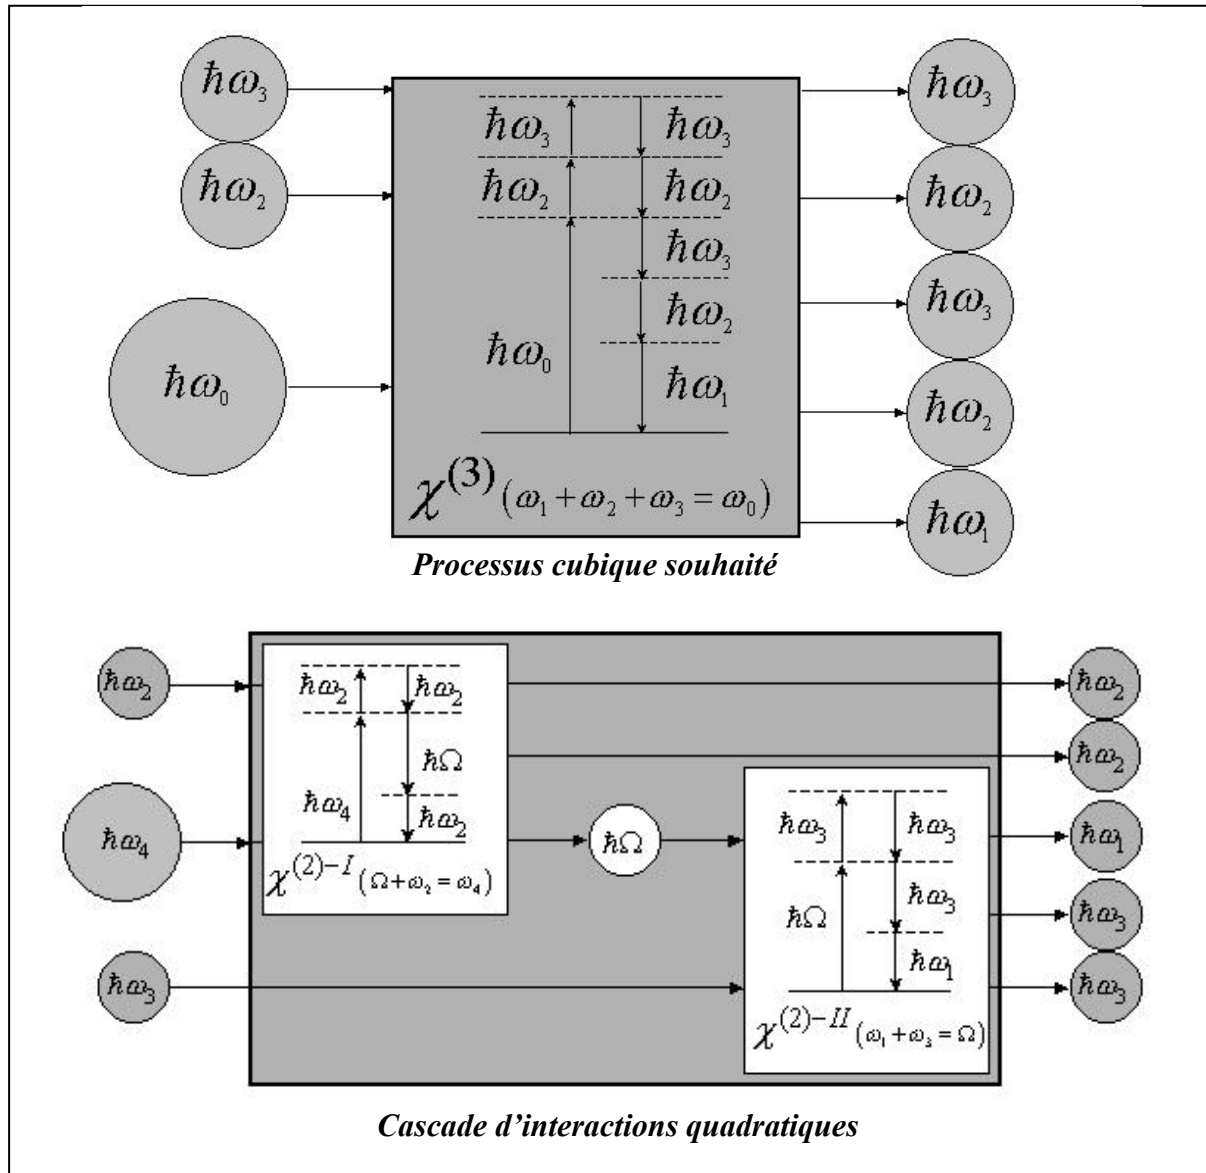 ħω₃
ħω₂
ħω₀
ħω₃ ħω₃
ħω₂ ħω₂
ħω₃
ħω₂
ħω₀
ħω₁
χ⁽³⁾(ω₁ + ω₂ + ω₃ = ω₀)
ħω₃
ħω₂
ħω₃
ħω₂
ħω₁
Processus cubique souhaité
ħω₂
ħω₄
ħω₃
ħω₂ ħω₂
ħΩ
ħω₄
ħω₂
χ⁽²⁾⁻ᴵ(Ω+ω₂ = ω₄)
ħΩ
ħω₃ ħω₃
ħω₃
ħΩ
ħω₁
χ⁽²⁾⁻ᴵᴵ(ω₁ + ω₃ = Ω)
ħω₂
ħω₂
ħω₁
ħω₃
ħω₃
Cascade d'interactions quadratiques